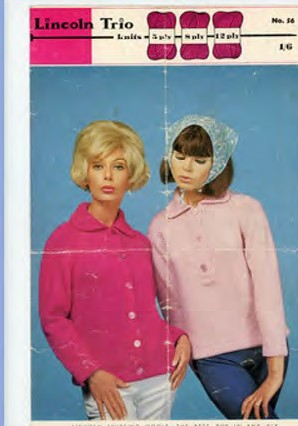 Lincoln Trio
No. 56
knits - 5 ply - 8 ply - 12 ply
1/6